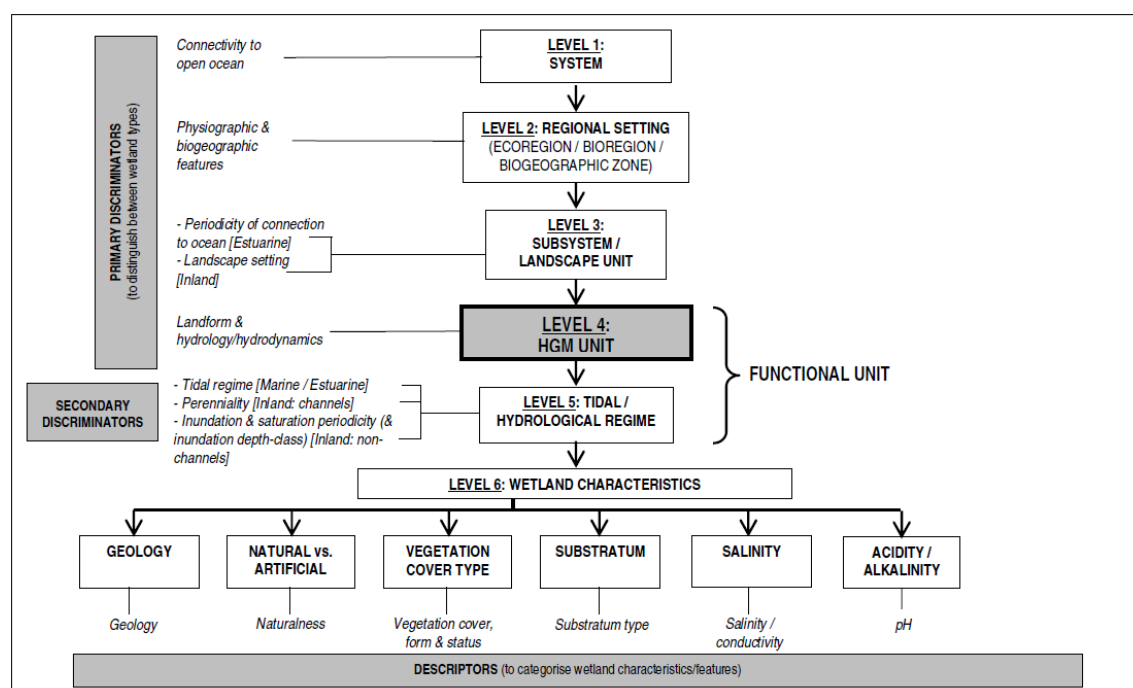 Connectivity to
open ocean
LEVEL 1:
SYSTEM
PRIMARY DISCRIMINATORS
(to distinguish between wetland types)
Physiographic &
biogeographic
features
LEVEL 2: REGIONAL SETTING
(ECOREGION / BIOREGION /
BIOGEOGRAPHIC ZONE)
- Periodicity of connection
to ocean [Estuarine]
- Landscape setting
[Inland]
LEVEL 3:
SUBSYSTEM /
LANDSCAPE UNIT
Landform &
hydrology/hydrodynamics
LEVEL 4:
HGM UNIT
FUNCTIONAL UNIT
SECONDARY
DISCRIMINATORS
- Tidal regime [Marine / Estuarine]
- Perenniality [Inland: channels]
- Inundation & saturation periodicity (&
inundation depth-class) [Inland: non-
channels]
LEVEL 5: TIDAL /
HYDROLOGICAL REGIME
LEVEL 6: WETLAND CHARACTERISTICS
GEOLOGY
NATURAL vs.
ARTIFICIAL
VEGETATION
COVER TYPE
SUBSTRATUM
SALINITY
ACIDITY /
ALKALINITY
Geology
Naturalness
Vegetation cover,
form & status
Substratum type
Salinity /
conductivity
pH
DESCRIPTORS (to categorise wetland characteristics/features)